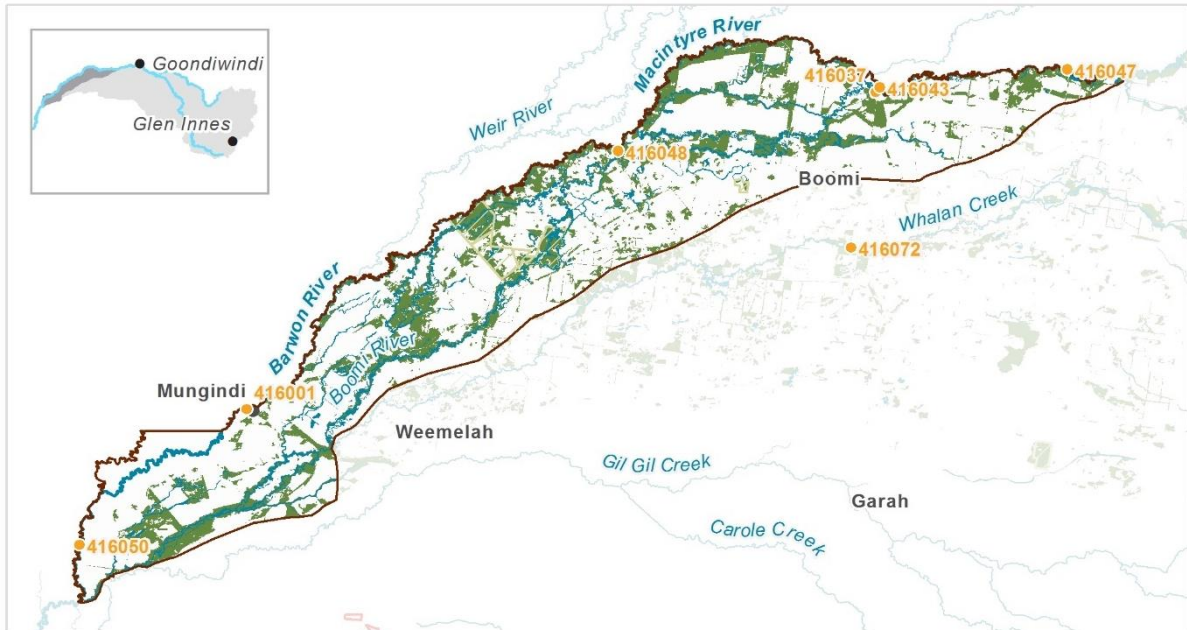 Goondiwindi
Glen Innes
Macintyre River
Weir River
416037
416043
416047
416048
Boomi
Whalan Creek
416072
Barwon River
Boomi River
Mungindi
416001
Weemelah
Gil Gil Creek
Garah
Carole Creek
416050